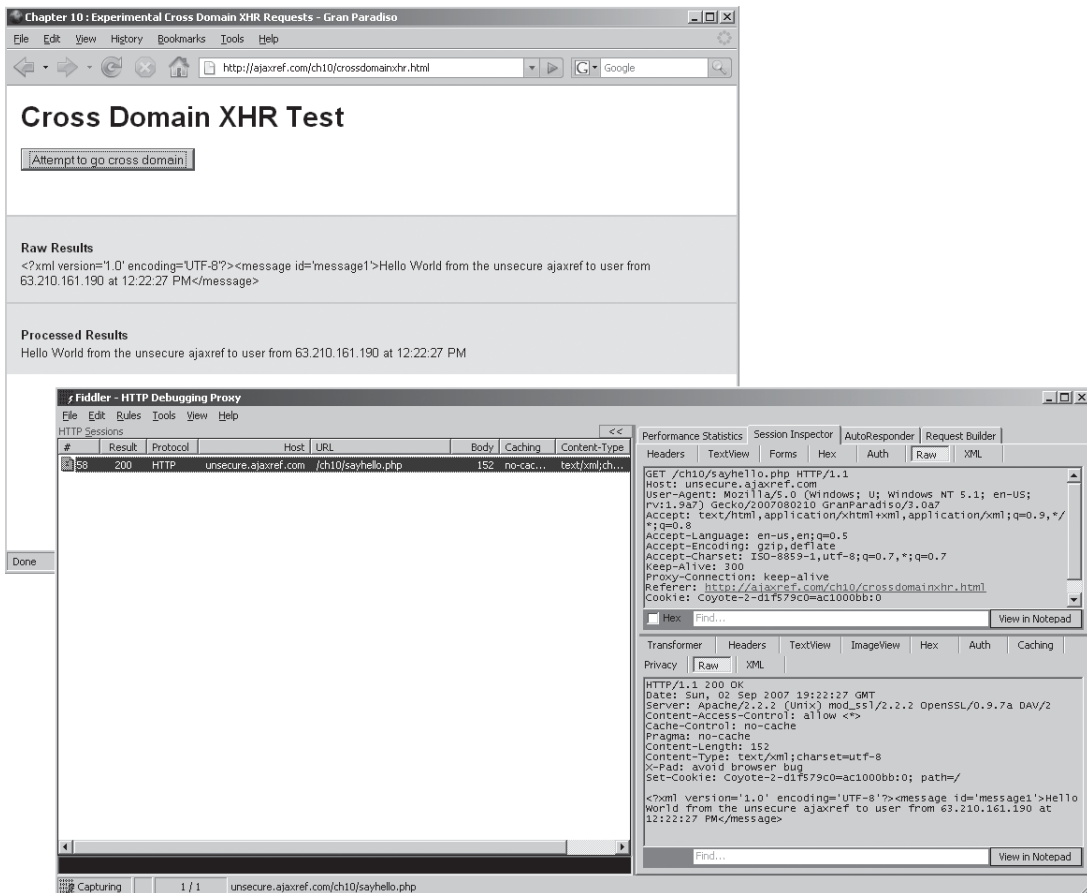 Chapter 10 : Experimental Cross Domain XHR Requests - Gran Paradiso
File Edit View History Bookmarks Tools Help
http://ajaxref.com/ch10/crossdomainxhr.html
G Google
Cross Domain XHR Test
Attempt to go cross domain
Raw Results
<?xml version='1.0' encoding='UTF-8'?><message id='message1'>Hello World from the unsecure ajaxref to user from
63.210.161.190 at 12:22:27 PM</message>
Processed Results
Hello World from the unsecure ajaxref to user from 63.210.161.190 at 12:22:27 PM
Done
Fiddler - HTTP Debugging Proxy
File Edit Rules Tools View Help
HTTP Sessions <<
# Result Protocol Host URL Body Caching Content-Type
58 200 HTTP unsecure.ajaxref.com /ch10/sayhello.php 152 no-cac... text/xml;ch...
Performance Statistics Session Inspector AutoResponder Request Builder
Headers TextView Forms Hex Auth Raw XML
GET /ch10/sayhello.php HTTP/1.1
Host: unsecure.ajaxref.com
User-Agent: Mozilla/5.0 (Windows; U; Windows NT 5.1; en-US;
rv:1.9a7) Gecko/2007080210 GranParadiso/3.0a7
Accept: text/html,application/xhtml+xml,application/xml;q=0.9,*/
*;q=0.8
Accept-Language: en-us,en;q=0.5
Accept-Encoding: gzip,deflate
Accept-Charset: ISO-8859-1,utf-8;q=0.7,*;q=0.7
Keep-Alive: 300
Proxy-Connection: keep-alive
Referer: http://ajaxref.com/ch10/crossdomainxhr.html
Cookie: Coyote-2-d1f579c0=ac1000bb:0
Hex Find... View in Notepad
Transformer Headers TextView ImageView Hex Auth Caching
Privacy Raw XML
HTTP/1.1 200 OK
Date: Sun, 02 Sep 2007 19:22:27 GMT
Server: Apache/2.2.2 (Unix) mod_ssl/2.2.2 OpenSSL/0.9.7a DAV/2
Content-Access-Control: allow <*>
Cache-Control: no-cache
Pragma: no-cache
Content-Length: 152
Content-Type: text/xml;charset=utf-8
X-Pad: avoid browser bug
Set-Cookie: Coyote-2-d1f579c0=ac1000bb:0; path=/
<?xml version='1.0' encoding='UTF-8'?><message id='message1'>Hello
World from the unsecure ajaxref to user from 63.210.161.190 at
12:22:27 PM</message>
Find... View in Notepad
Capturing 1 / 1 unsecure.ajaxref.com/ch10/sayhello.php